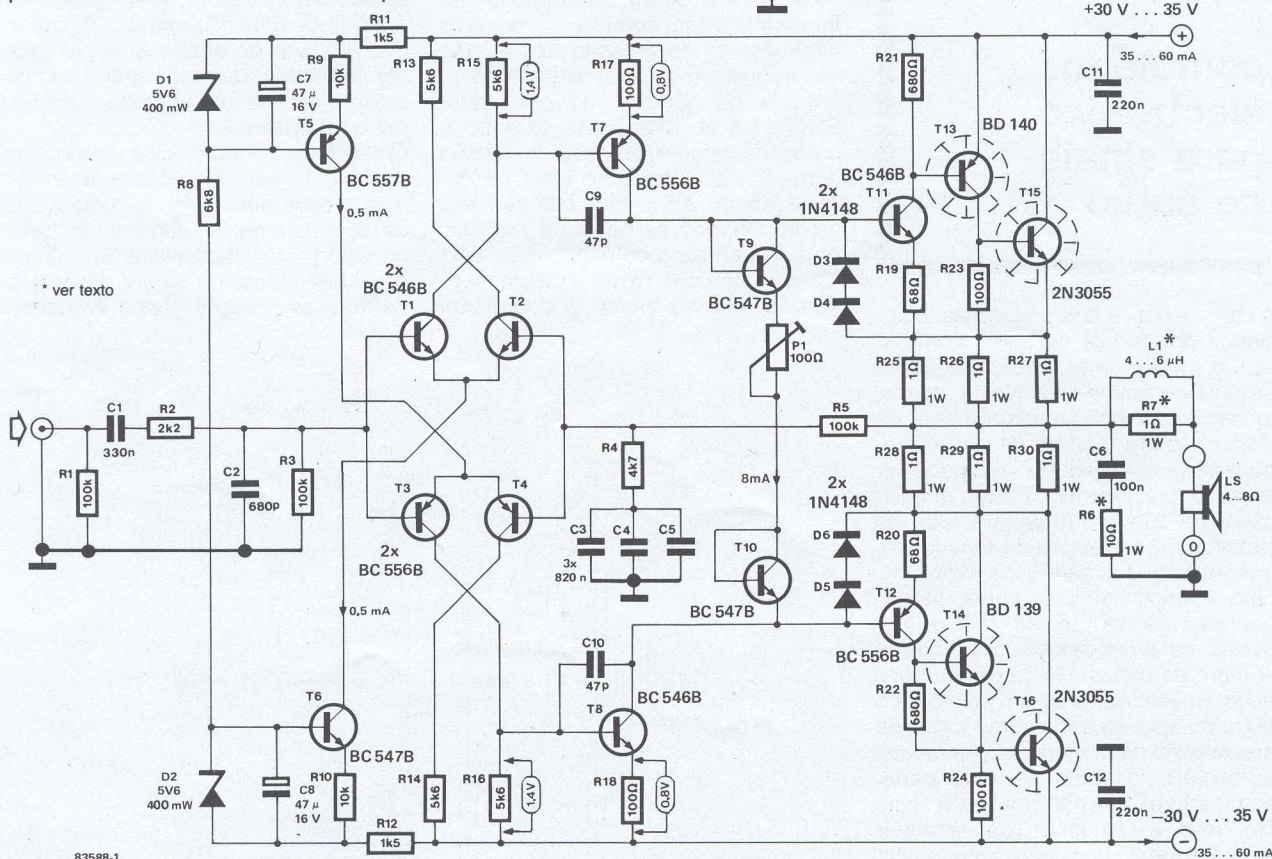 +30 V . . . 35 V
35 . . . 60 mA
R11
1k5
D1
5V6
400 mW
C7
47 µ
16 V
R9
10k
R13
5k6
R15
5k6
1,4V
R17
100Ω
0,8V
R21
680Ω
C11
220n
T5
BC 557B
R8
6k8
T7
BC 556B
C9
47p
T13
BD 140
BC 546B
T11
T15
2N3055
0,5 mA
2x
1N4148
* ver texto
2x
BC 546B
T1
T2
T9
BC 547B
D3
D4
R19
68Ω
R23
100Ω
P1
100Ω
R25
1Ω
1W
R26
1Ω
1W
R27
1Ω
1W
L1*
4 . . . 6 µH
C1
330n
R2
2k2
R5
100k
R7*
1Ω
1W
R1
100k
C2
680p
R3
100k
R4
4k7
8mA
R28
1Ω
1W
R29
1Ω
1W
R30
1Ω
1W
C6
100n
LS
4...8Ω
R6*
10Ω
1W
T3
T4
2x
BC 556B
C3
C4
C5
3x
820 n
2x
1N4148
T10
BC 547B
D6
D5
R20
68Ω
T12
BC 556B
T14
BD 139
0,5 mA
C10
47p
BC 546B
T8
R22
680Ω
T16
2N3055
T6
BC 547B
D2
5V6
400 mW
C8
47 µ
16 V
R10
10k
R14
5k6
R16
5k6
1,4V
R18
100Ω
0,8V
R24
100Ω
C12
220n
R12
1k5
−30 V . . . 35 V
35 . . . 60 mA
83588-1